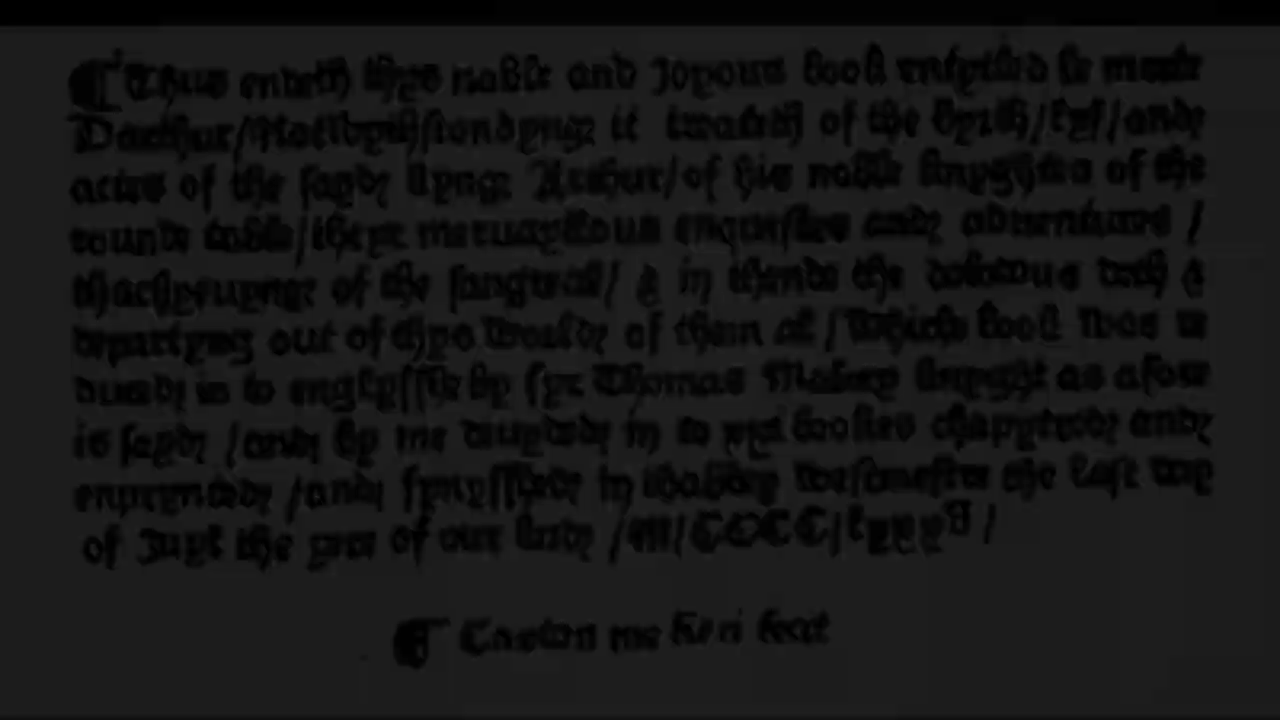 ¶ Thus endeth thys noble and Joyous book entytled le morte
Darthur / Notwythstondyng it treateth of the byrth / lyf / and
actes of the sayd kyng Arthur / of his noble knyghtes of the
rounde table / theyr meruayllous enquestes and aduentures /
thachyeuyng of the sangreal / & in thende the dolorous deth &
departyng out of thys world of them al / whiche book was re
duced in to englysshe by syr Thomas Malory knyght as afore
is sayd / and by me deuyded in to xxi bookes chapytred and
enprynted / and fynysshed in thabbey westmestre the last day
of Juyl the yere of our lord / M / CCCC / lxxxV /
¶ Caxton me fieri fecit